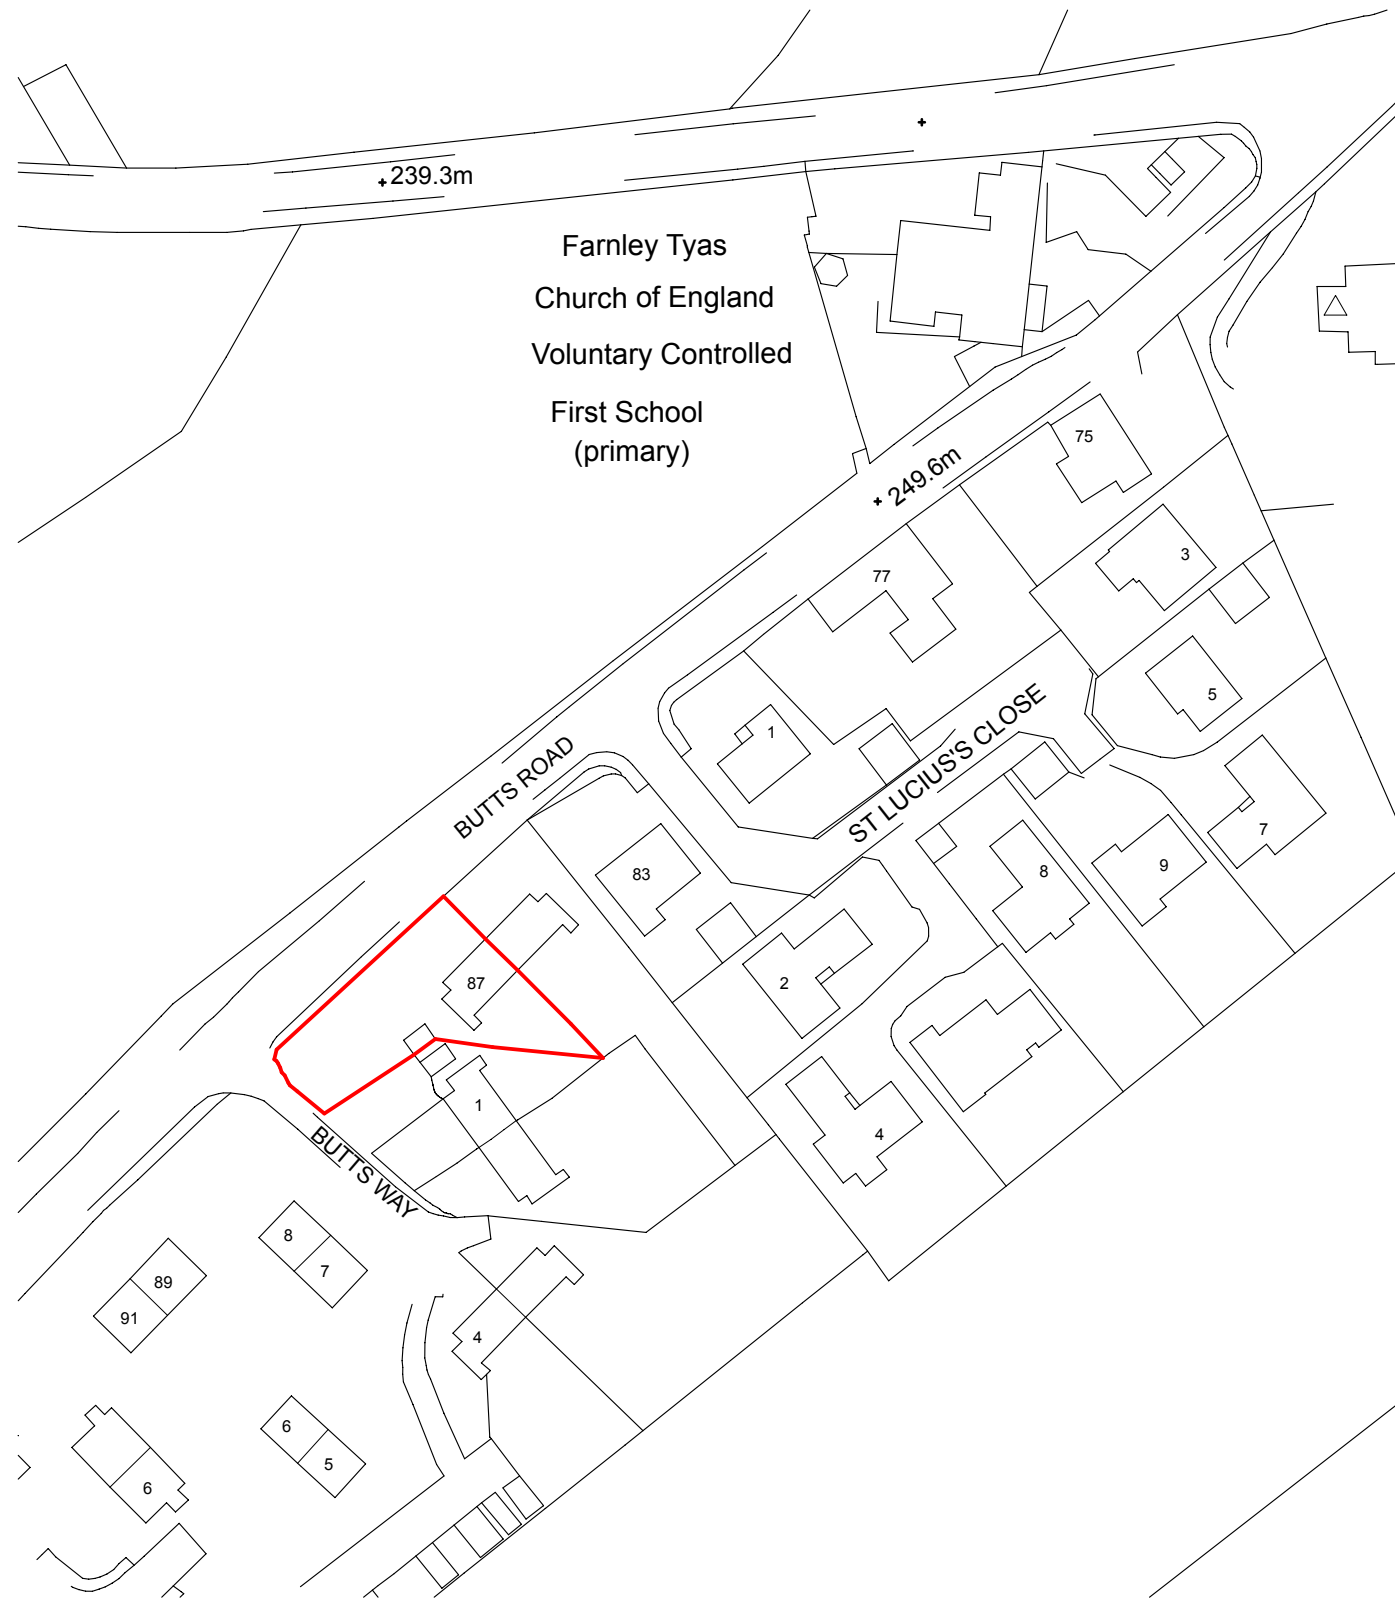 239.3m
Farnley Tyas
Church of England
Voluntary Controlled
First School
(primary)
75
249.6m
3
77
5
1
ST LUCIUS'S CLOSE
BUTTS ROAD
7
83
8
9
87
2
1
4
BUTTS WAY
8
7
89
91
4
6
5
6